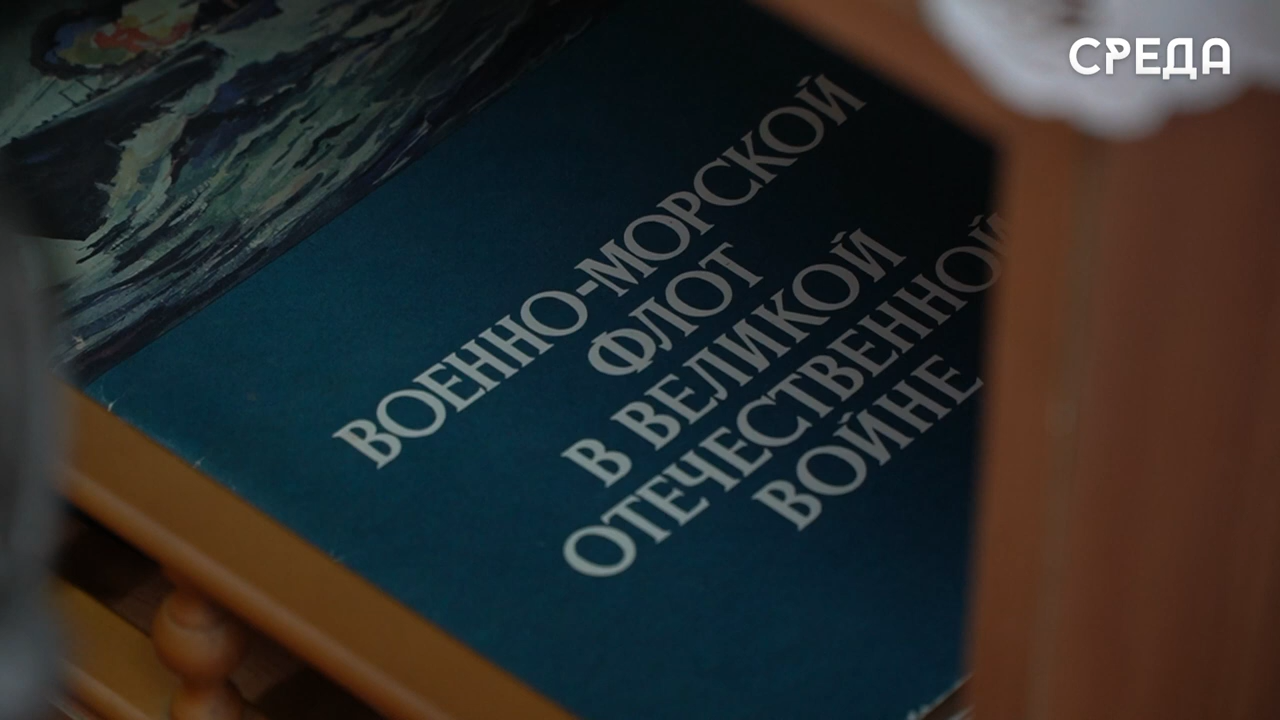 СРЕДА
ВОЕННО-МОРСКОЙ
ФЛОТ
В ВЕЛИКОЙ
ОТЕЧЕСТВЕННОЙ
ВОЙНЕ